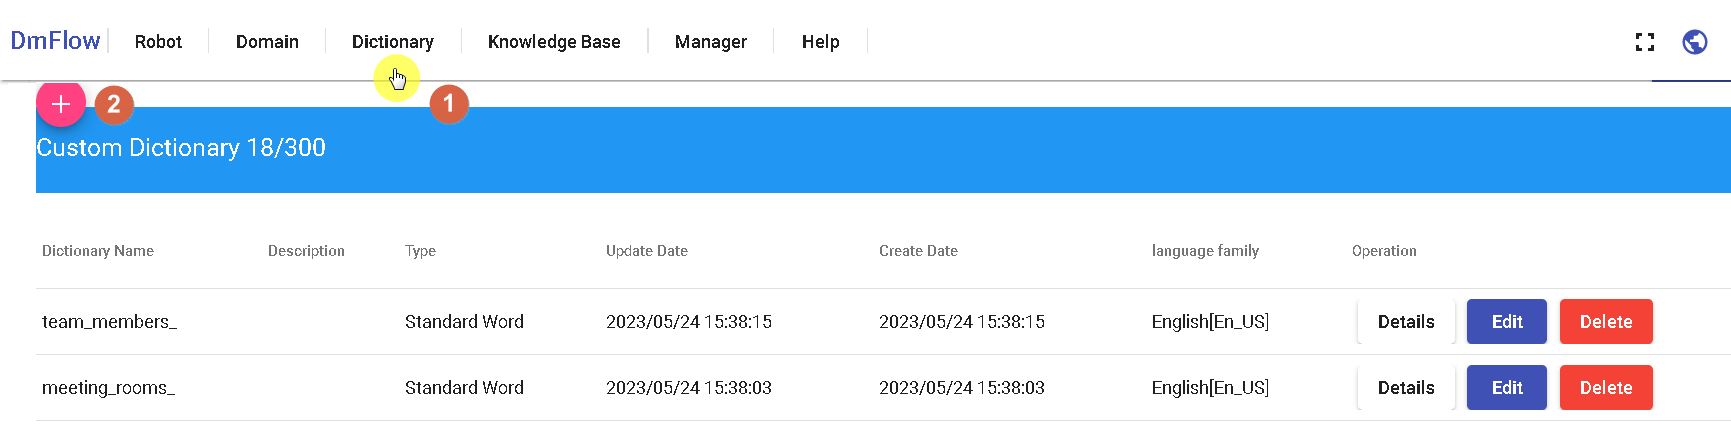 DmFlow Robot Domain Dictionary Knowledge Base Manager Help
+ 2 1
Custom Dictionary 18/300
Dictionary Name Description Type Update Date Create Date language family Operation
team_members_ Standard Word 2023/05/24 15:38:15 2023/05/24 15:38:15 English[En_US] Details Edit Delete
meeting_rooms_ Standard Word 2023/05/24 15:38:03 2023/05/24 15:38:03 English[En_US] Details Edit Delete